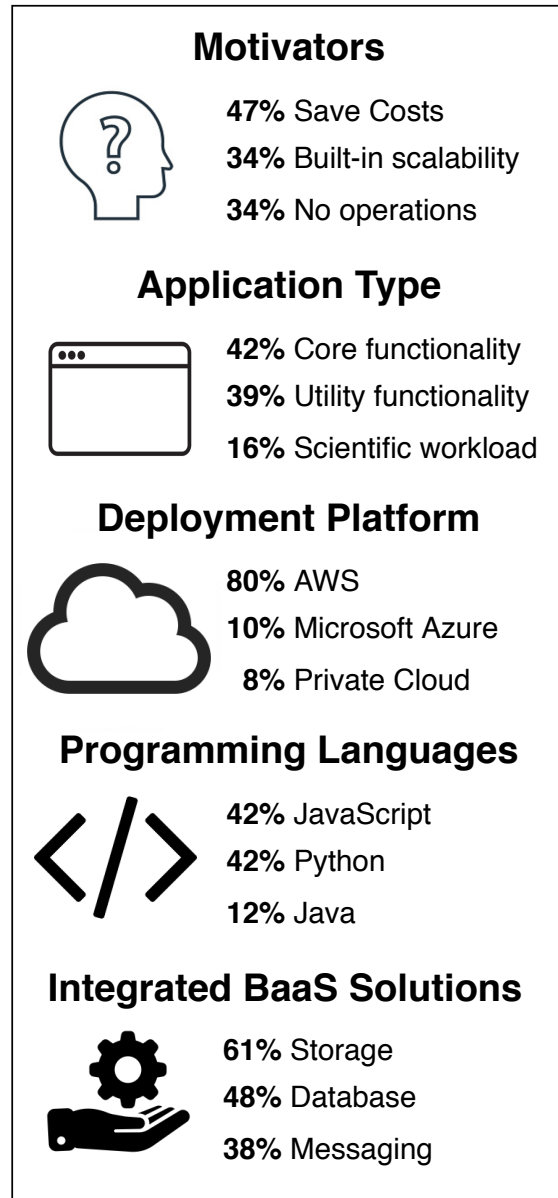 Motivators
?
47% Save Costs
34% Built-in scalability
34% No operations
Application Type
42% Core functionality
39% Utility functionality
16% Scientific workload
Deployment Platform
80% AWS
10% Microsoft Azure
8% Private Cloud
Programming Languages
</>
42% JavaScript
42% Python
12% Java
Integrated BaaS Solutions
61% Storage
48% Database
38% Messaging